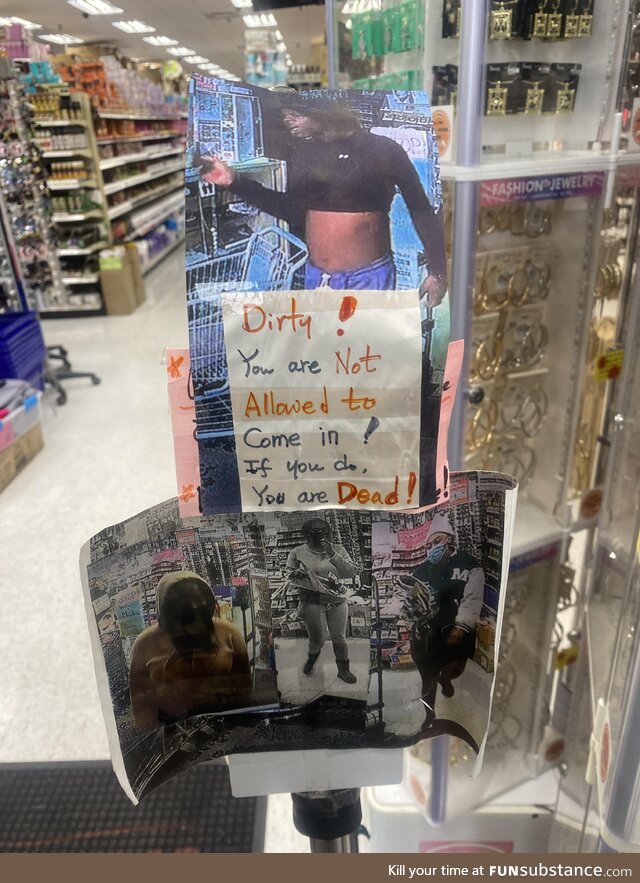 Dirty !
You are Not
Allowed to
Come in !
If you do,
You are Dead!
FASHION JEWELRY
M
Kill your time at FUNsubstance.com